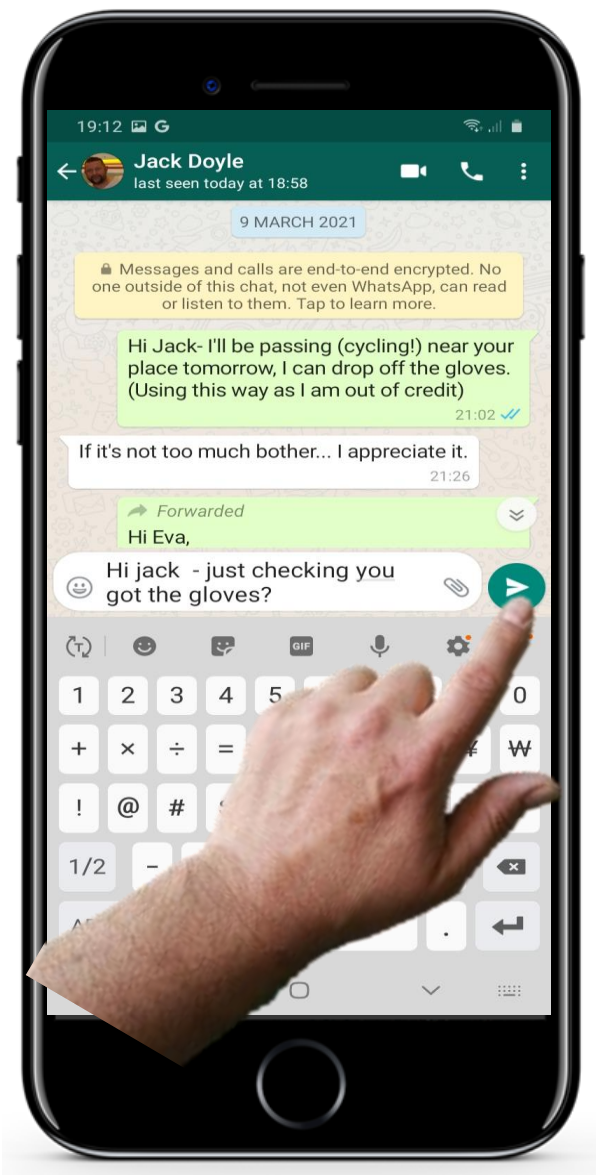 19:12 G
Jack Doyle
last seen today at 18:58
9 MARCH 2021
Messages and calls are end-to-end encrypted. No
one outside of this chat, not even WhatsApp, can read
or listen to them. Tap to learn more.
Hi Jack- I'll be passing (cycling!) near your
place tomorrow, I can drop off the gloves.
(Using this way as I am out of credit)
21:02
If it's not too much bother... I appreciate it.
21:26
Forwarded
Hi Eva,
Hi jack - just checking you
got the gloves?
T GIF
1 2 3 4 5 0
+ × ÷ = ₩
! @ #
1/2 -
.